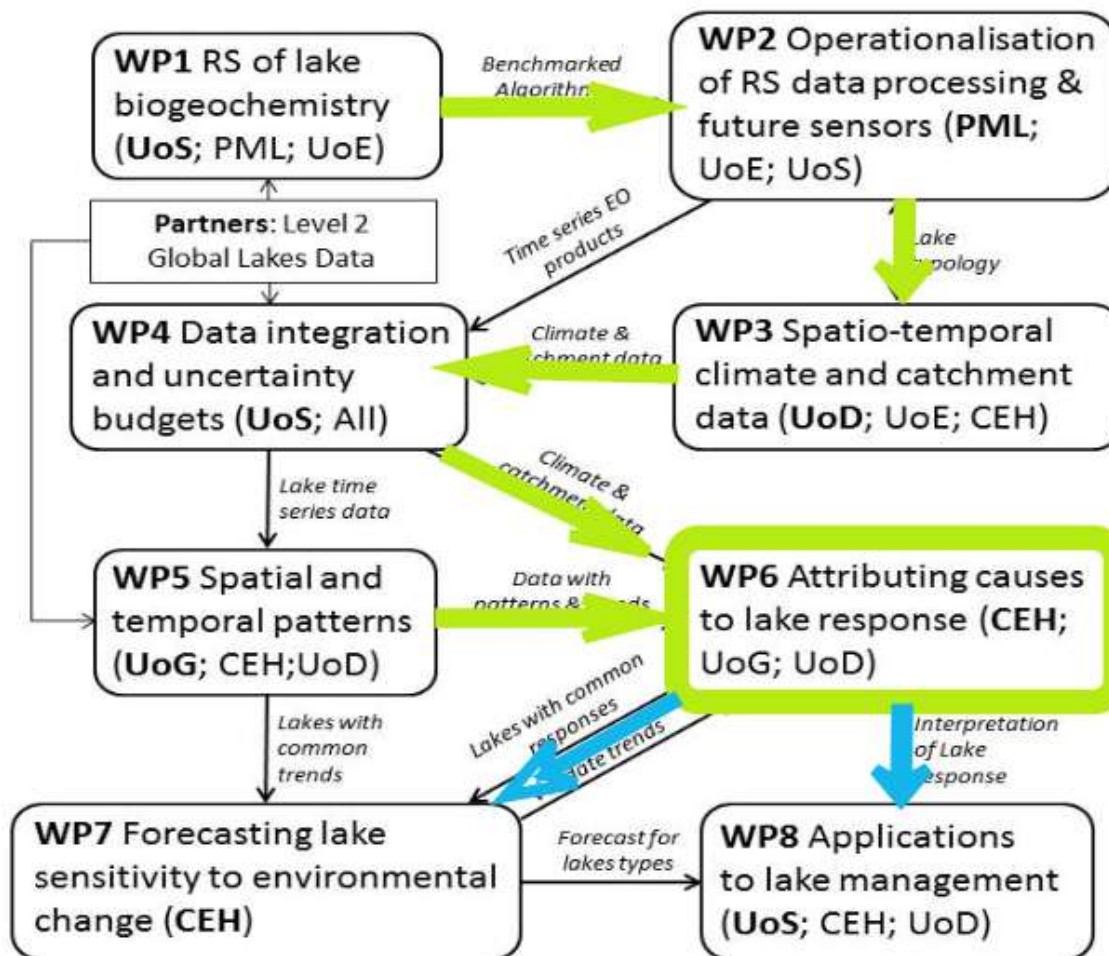 WP1 RS of lake
biogeochemistry
(UoS; PML; UoE)
Benchmarked
WP2 Operationalisation
of RS data processing &
future sensors (PML;
UoE; UoS)
Partners: Level 2
Global Lakes Data
Time series EO
products
Lake
WP4 Data integration
and uncertainty
budgets (UoS; All)
Climate &
data
WP3 Spatio-temporal
climate and catchment
data (UoD; UoE; CEH)
Lake time
series data
Climate &
data
WP5 Spatial and
temporal patterns
(UoG; CEH;UoD)
Data with
patterns &
WP6 Attributing causes
to lake response (CEH;
UoG; UoD)
Lakes with
common
trends
Lakes with common
responses
trends
Interpretation
of Lake
WP7 Forecasting lake
sensitivity to environmental
change (CEH)
Forecast for
lakes types
WP8 Applications
to lake management
(UoS; CEH; UoD)